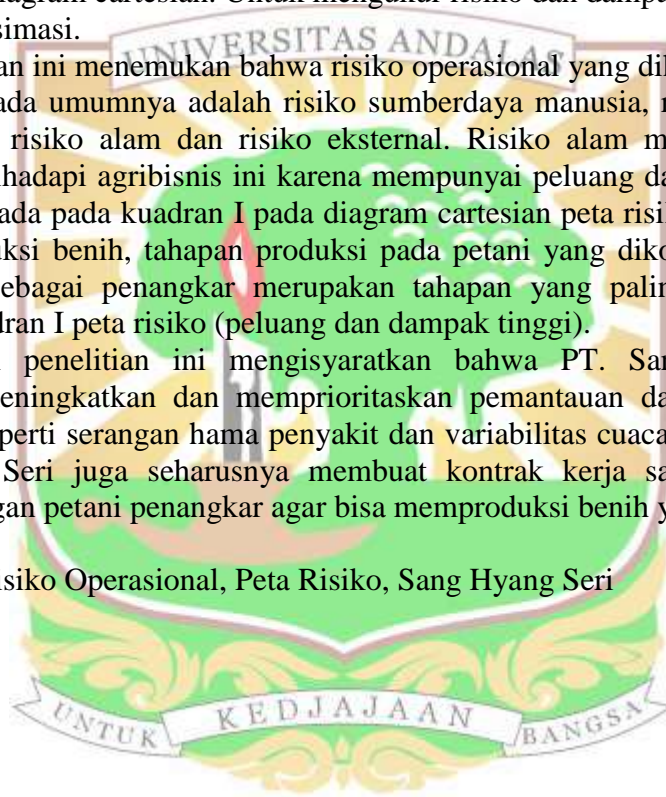 diagram cartesian. Untuk mengukur risiko dan dampak
simasi.
an ini menemukan bahwa risiko operasional yang dih
ada umumnya adalah risiko sumberdaya manusia, r
risiko alam dan risiko eksternal. Risiko alam m
hadapi agribisnis ini karena mempunyai peluang da
ada pada kuadran I pada diagram cartesian peta risik
uksi benih, tahapan produksi pada petani yang diko
sebagai penangkar merupakan tahapan yang palin
dran I peta risiko (peluang dan dampak tinggi).
penelitian ini mengisyaratkan bahwa PT. San
eningkatkan dan memprioritaskan pemantauan da
perti serangan hama penyakit dan variabilitas cuaca
Seri juga seharusnya membuat kontrak kerja sa
gan petani penangkar agar bisa memproduksi benih y
isiko Operasional, Peta Risiko, Sang Hyang Seri
UNIVERSITAS ANDALAS
UNTUK KEDJAJAAN BANGSA